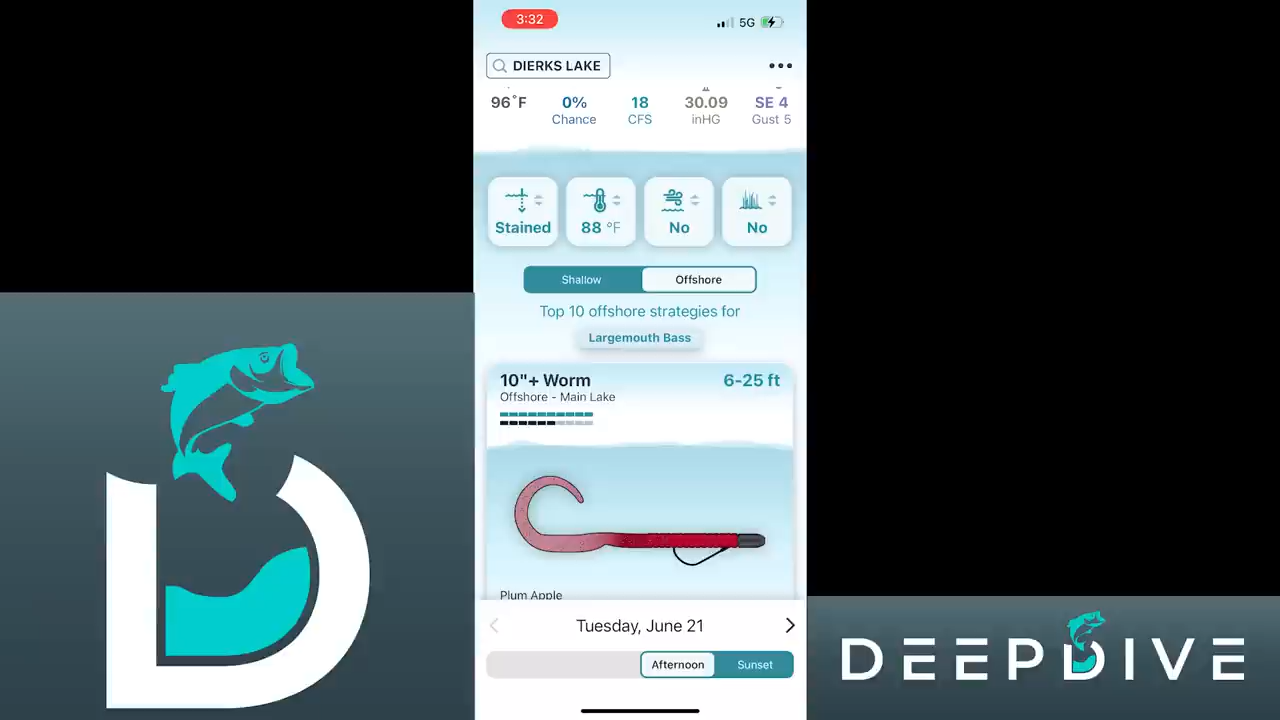 3:32
5G
DIERKS LAKE
96°F
0%
18
30.09
SE 4
Chance
CFS
inHG
Gust 5
Stained
88 °F
No
No
Shallow
Offshore
Top 10 offshore strategies for
Largemouth Bass
10"+ Worm
6-25 ft
Offshore - Main Lake
Plum Apple
Tuesday, June 21
Afternoon
Sunset
DEEPDIVE